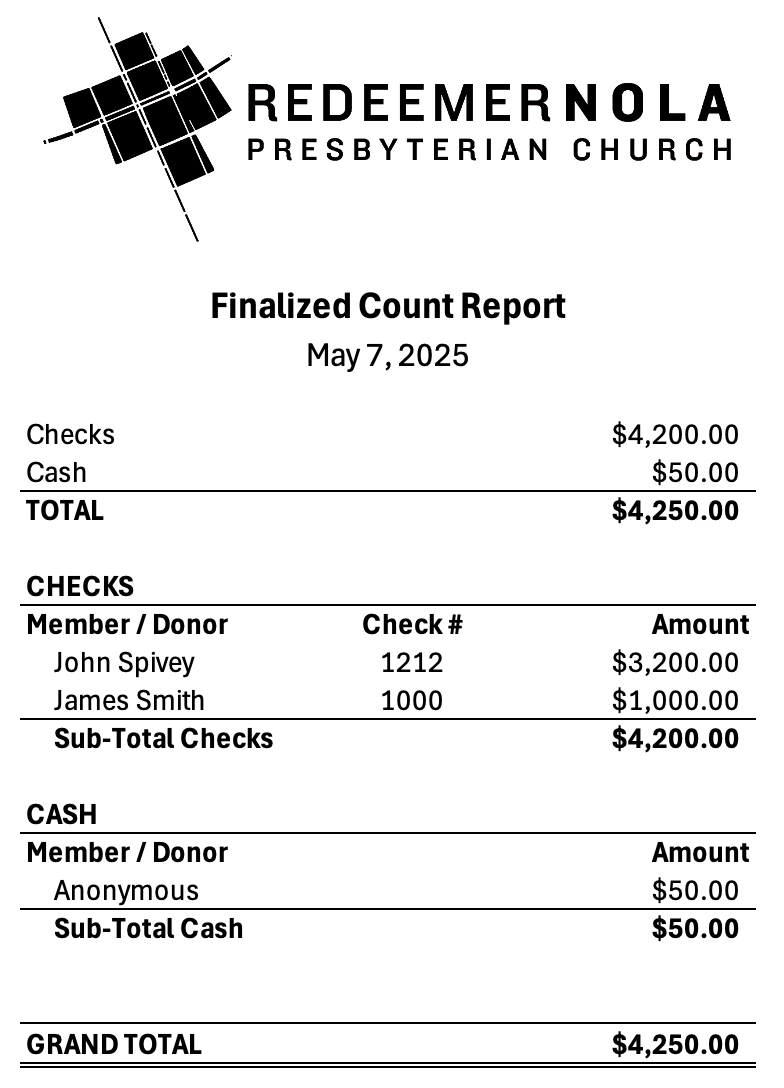 REDEEMERNOLA
PRESBYTERIAN CHURCH
Finalized Count Report
May 7, 2025
Checks $4,200.00
Cash $50.00
TOTAL $4,250.00
CHECKS
Member / Donor Check # Amount
John Spivey 1212 $3,200.00
James Smith 1000 $1,000.00
Sub-Total Checks $4,200.00
CASH
Member / Donor Amount
Anonymous $50.00
Sub-Total Cash $50.00
GRAND TOTAL $4,250.00